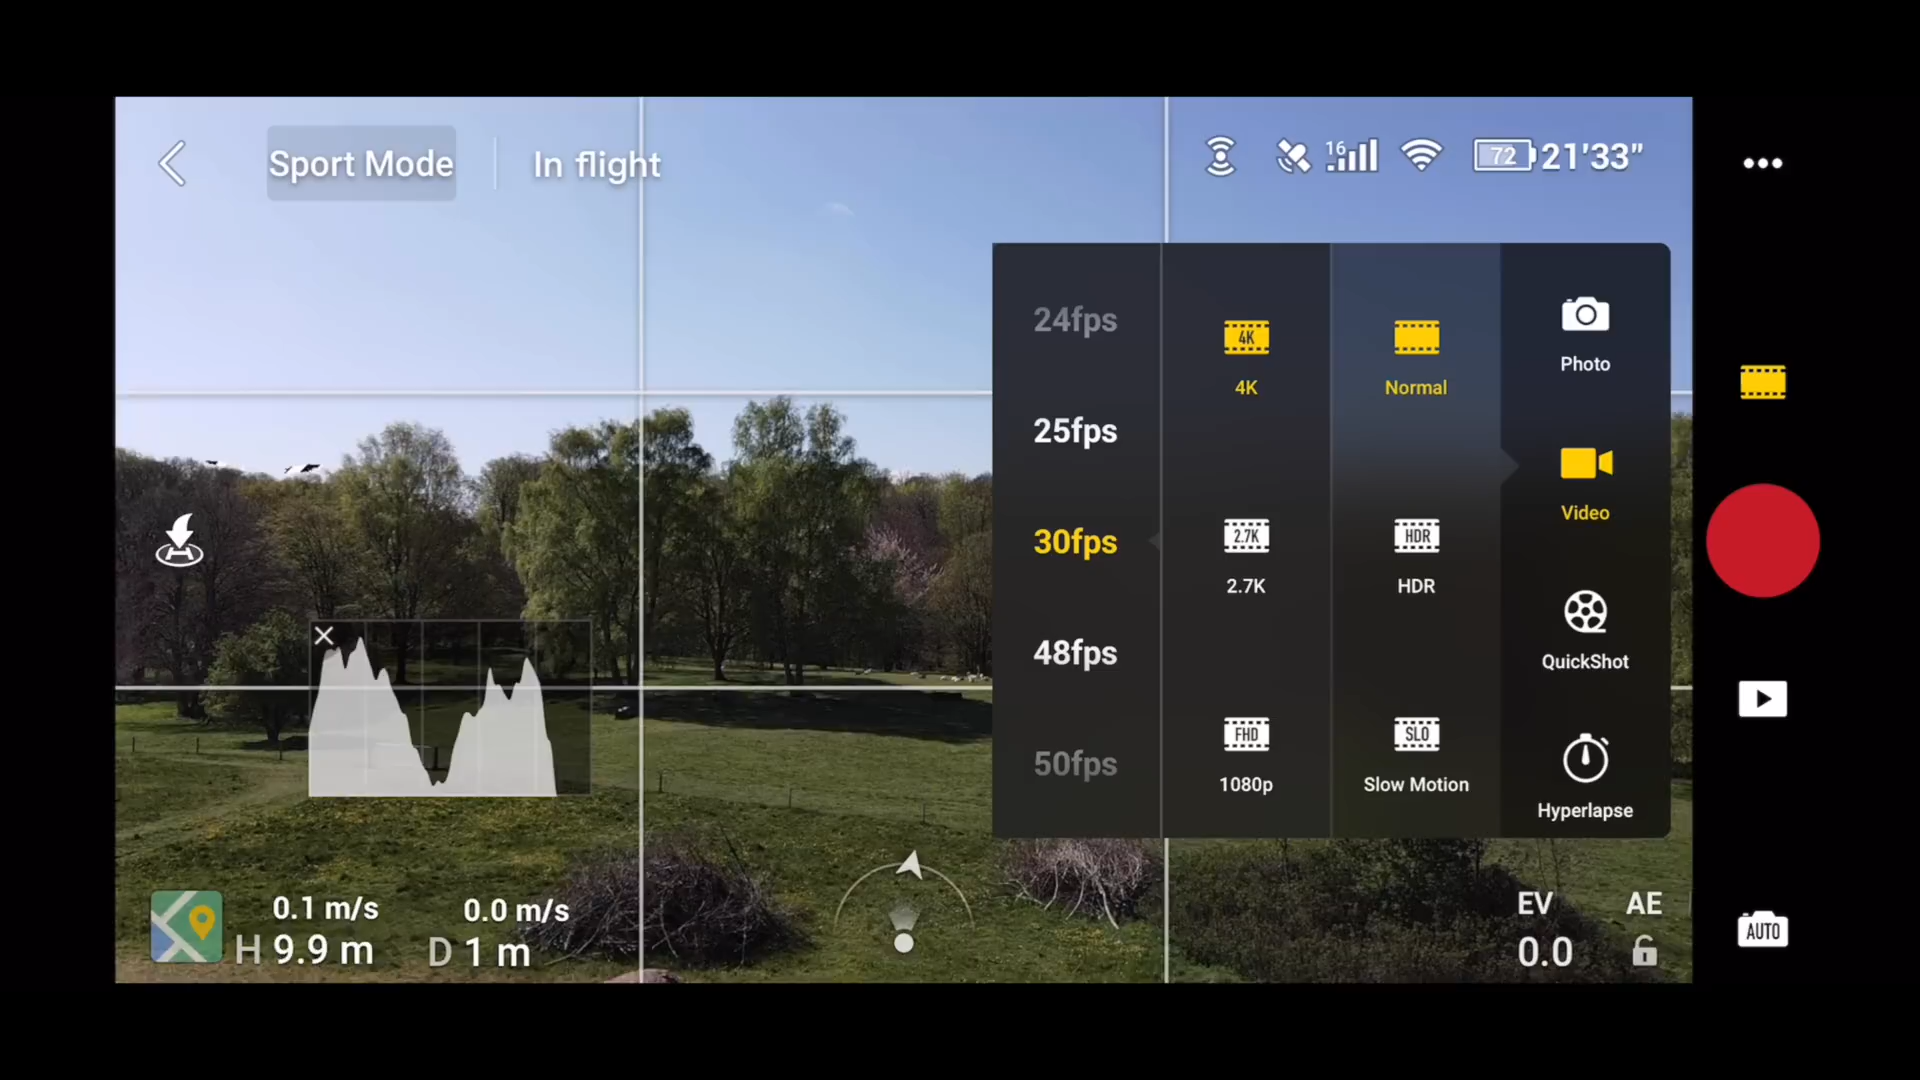 Sport Mode
In flight
16
72
21'33"
24fps
25fps
30fps
48fps
50fps
4K
4K
2.7K
2.7K
FHD
1080p
Normal
HDR
HDR
SLO
Slow Motion
Photo
Video
QuickShot
Hyperlapse
0.1 m/s
0.0 m/s
H 9.9 m
D 1 m
EV
0.0
AE
AUTO